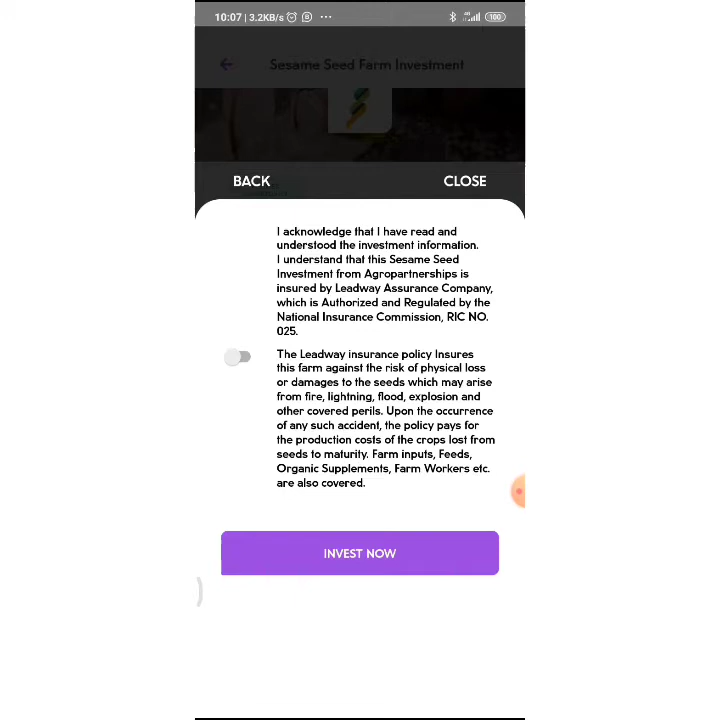 10:07 | 3.2KB/s
100
Sesame Seed Farm Investment
BACK
CLOSE
I acknowledge that I have read and
understood the investment information.
I understand that this Sesame Seed
Investment from Agropartnerships is
insured by Leadway Assurance Company,
which is Authorized and Regulated by the
National Insurance Commission, RIC NO.
025.
The Leadway insurance policy Insures
this farm against the risk of physical loss
or damages to the seeds which may arise
from fire, lightning, flood, explosion and
other covered perils. Upon the occurrence
of any such accident, the policy pays for
the production costs of the crops lost from
seeds to maturity. Farm inputs, Feeds,
Organic Supplements, Farm Workers etc.
are also covered.
INVEST NOW